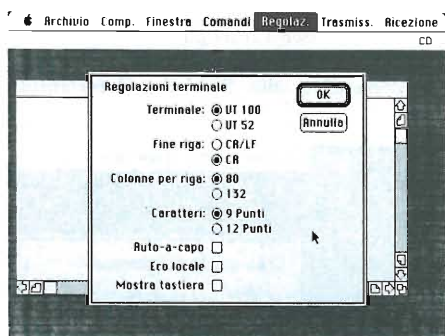 Archivio Comp. Finestra Comandi Regolaz. Trasmiss. Ricezione
CD
Regolazioni terminale
OK
Annulla
Terminale: VT 100
VT 52
Fine riga: CR/LF
CR
Colonne per riga: 80
132
Caratteri: 9 Punti
12 Punti
Auto-a-capo
Eco locale
Mostra tastiera